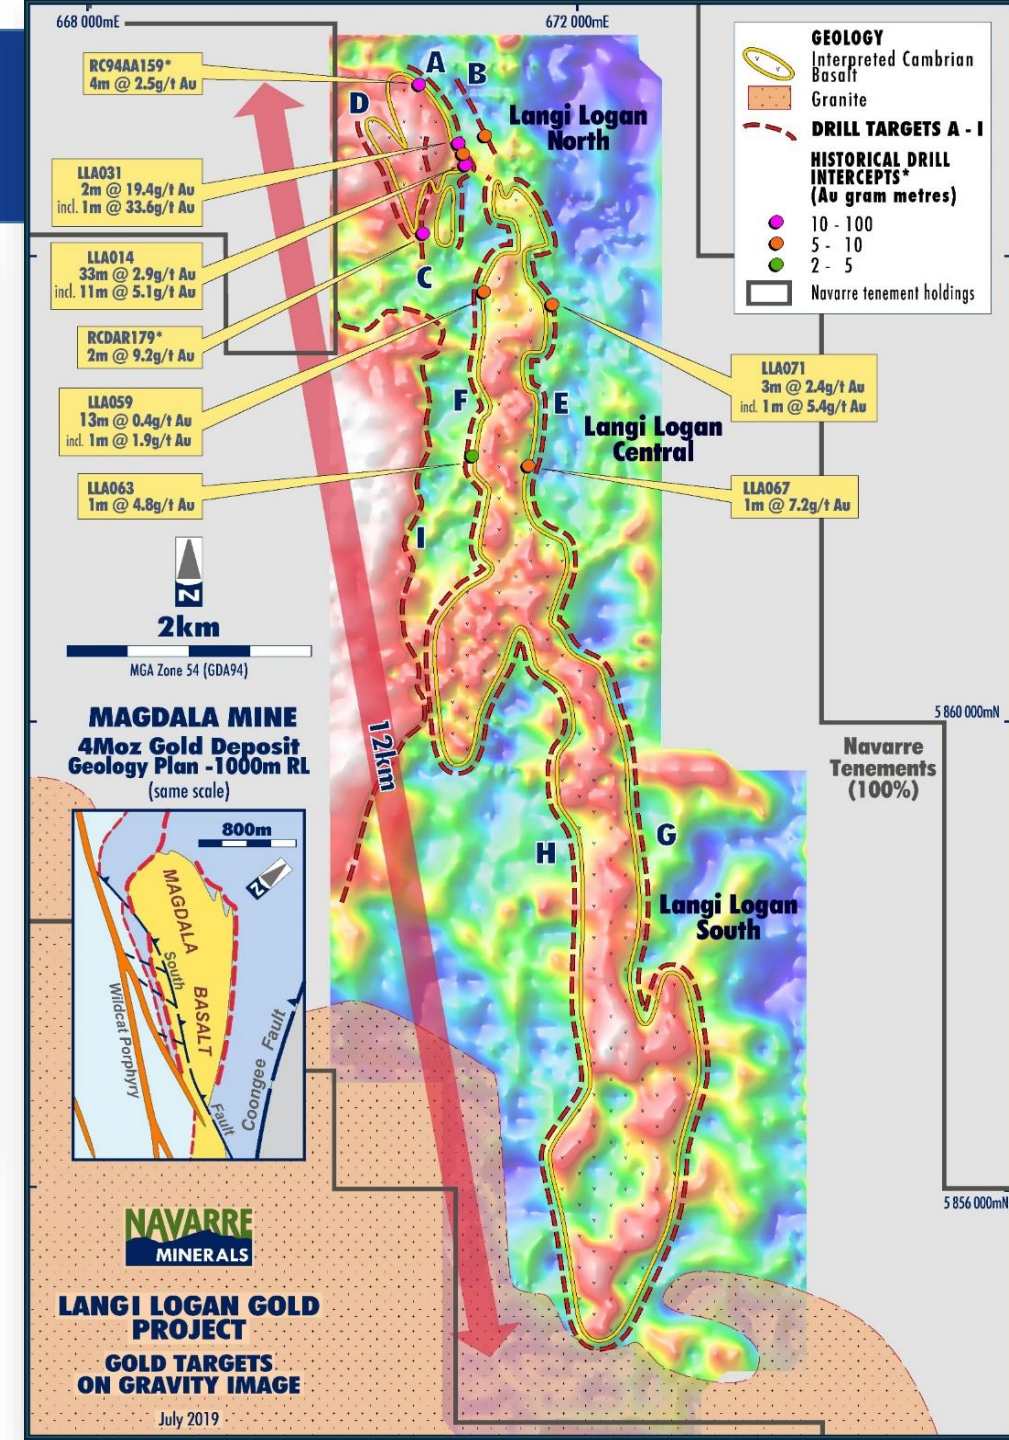 668 000mE
672 000mE
RC94AA159*
4m @ 2.5g/t Au
A
B
D
Langi Logan
North
GEOLOGY
Interpreted Cambrian
Basalt
Granite
DRILL TARGETS A - I
HISTORICAL DRILL
INTERCEPTS*
(Au gram metres)
10 - 100
5 - 10
2 - 5
Navarre tenement holdings
LLA031
2m @ 19.4g/t Au
incl. 1m @ 33.6g/t Au
LLA014
33m @ 2.9g/t Au
incl. 11m @ 5.1g/t Au
C
RCDAR179*
2m @ 9.2g/t Au
LLA071
3m @ 2.4g/t Au
incl. 1m @ 5.4g/t Au
LLA059
13m @ 0.4g/t Au
incl. 1m @ 1.9g/t Au
F
E
Langi Logan
Central
LLA063
1m @ 4.8g/t Au
LLA067
1m @ 7.2g/t Au
I
N
2km
MGA Zone 54 (GDA94)
MAGDALA MINE
4Moz Gold Deposit
Geology Plan -1000m RL
(same scale)
12km
5 860 000mN
Navarre
Tenements
(100%)
800m
N
MAGDALA
BASALT
South
Fault
Wildcat Porphyry
Coongee Fault
H
G
Langi Logan
South
5 856 000mN
NAVARRE
MINERALS
LANGI LOGAN GOLD
PROJECT
GOLD TARGETS
ON GRAVITY IMAGE
July 2019